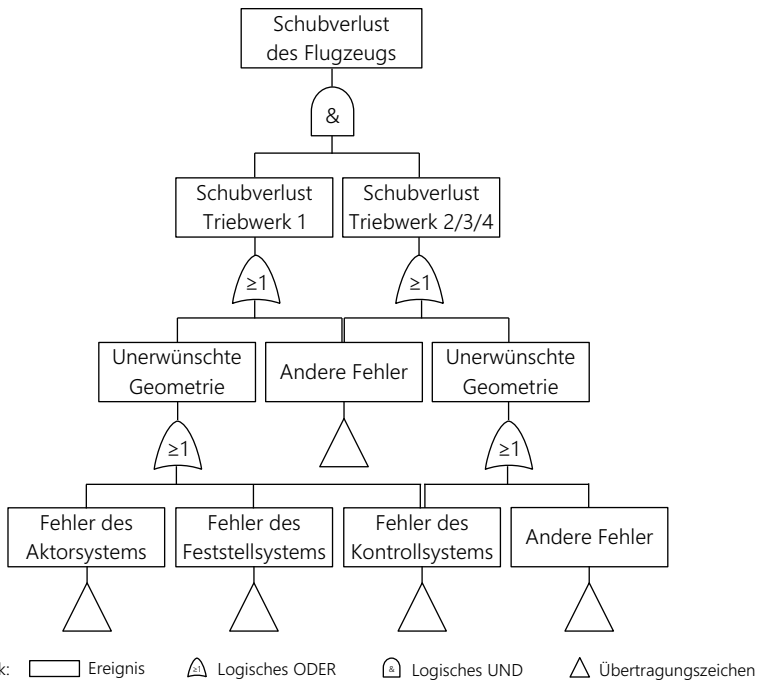 Schubverlust
des Flugzeugs
&
Schubverlust
Triebwerk 1
Schubverlust
Triebwerk 2/3/4
≥1
≥1
Unerwünschte
Geometrie
Andere Fehler
Unerwünschte
Geometrie
≥1
≥1
Fehler des
Aktorsystems
Fehler des
Feststellsystems
Fehler des
Kontrollsystems
Andere Fehler
k: Ereignis ≥1 Logisches ODER & Logisches UND Übertragungszeichen